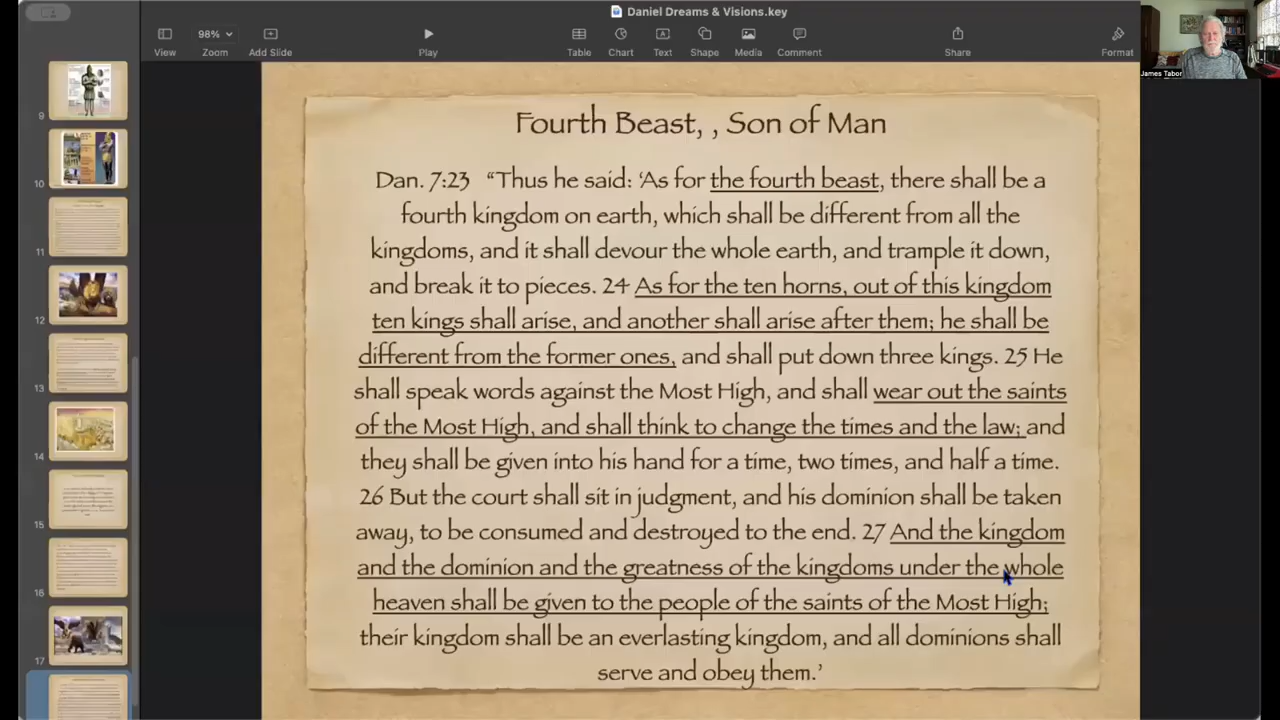 Daniel Dreams & Visions.key
98%
View
Zoom
Add Slide
Play
Table
Chart
Text
Shape
Media
Comment
Share
Format
James Tabor
9
10
11
12
13
14
15
16
17
Fourth Beast, , Son of Man
Dan. 7:23 “Thus he said: ‘As for the fourth beast, there shall be a
fourth kingdom on earth, which shall be different from all the
kingdoms, and it shall devour the whole earth, and trample it down,
and break it to pieces. 24 As for the ten horns, out of this kingdom
ten kings shall arise, and another shall arise after them; he shall be
different from the former ones, and shall put down three kings. 25 He
shall speak words against the Most High, and shall wear out the saints
of the Most High, and shall think to change the times and the law; and
they shall be given into his hand for a time, two times, and half a time.
26 But the court shall sit in judgment, and his dominion shall be taken
away, to be consumed and destroyed to the end. 27 And the kingdom
and the dominion and the greatness of the kingdoms under the whole
heaven shall be given to the people of the saints of the Most High;
their kingdom shall be an everlasting kingdom, and all dominions shall
serve and obey them.’